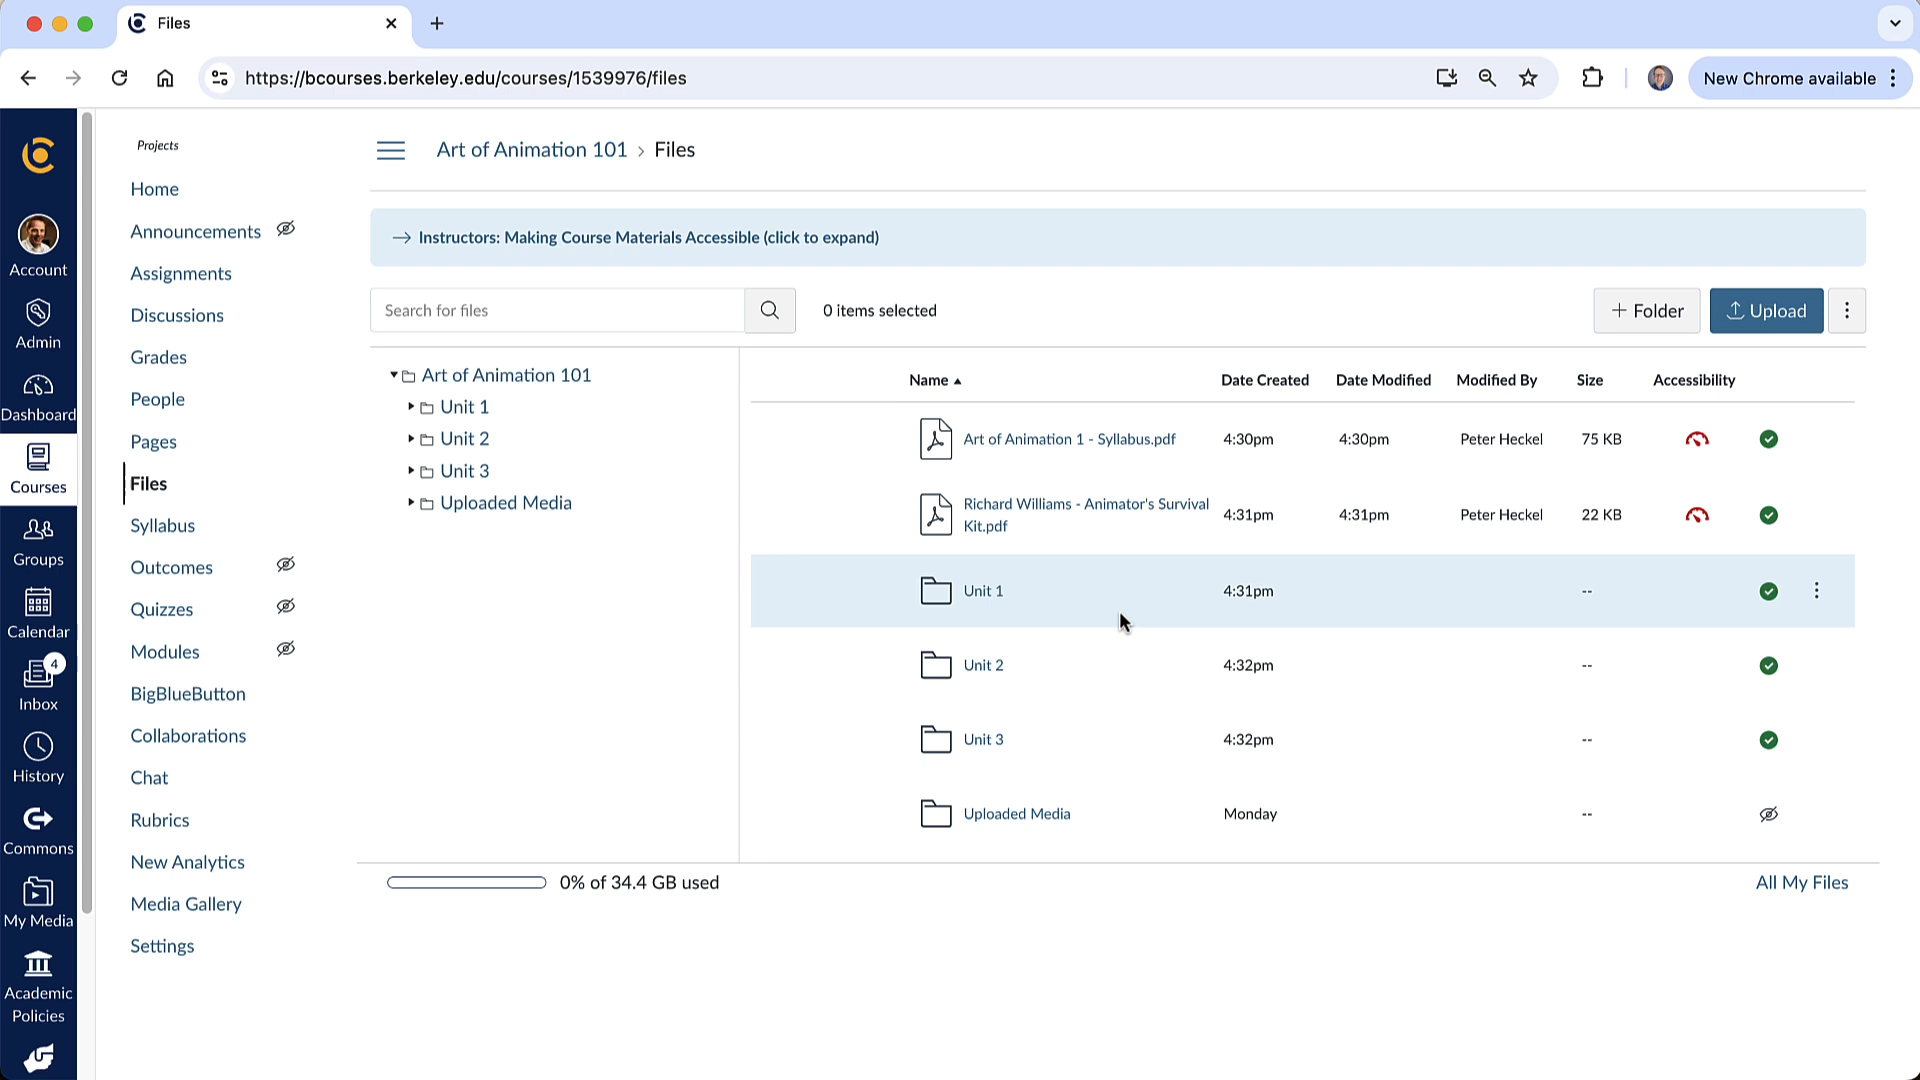 Files
https://bcourses.berkeley.edu/courses/1539976/files
New Chrome available
Account
Admin
Dashboard
Courses
Groups
Calendar
4
Inbox
History
Commons
My Media
Academic
Policies
Projects
Home
Announcements
Assignments
Discussions
Grades
People
Pages
Files
Syllabus
Outcomes
Quizzes
Modules
BigBlueButton
Collaborations
Chat
Rubrics
New Analytics
Media Gallery
Settings
Art of Animation 101 › Files
Instructors: Making Course Materials Accessible (click to expand)
Search for files
0 items selected
+ Folder
Upload
Art of Animation 101
Unit 1
Unit 2
Unit 3
Uploaded Media
Name Date Created Date Modified Modified By Size Accessibility
Art of Animation 1 - Syllabus.pdf 4:30pm 4:30pm Peter Heckel 75 KB
Richard Williams - Animator's Survival
Kit.pdf 4:31pm 4:31pm Peter Heckel 22 KB
Unit 1 4:31pm --
Unit 2 4:32pm --
Unit 3 4:32pm --
Uploaded Media Monday --
0% of 34.4 GB used
All My Files